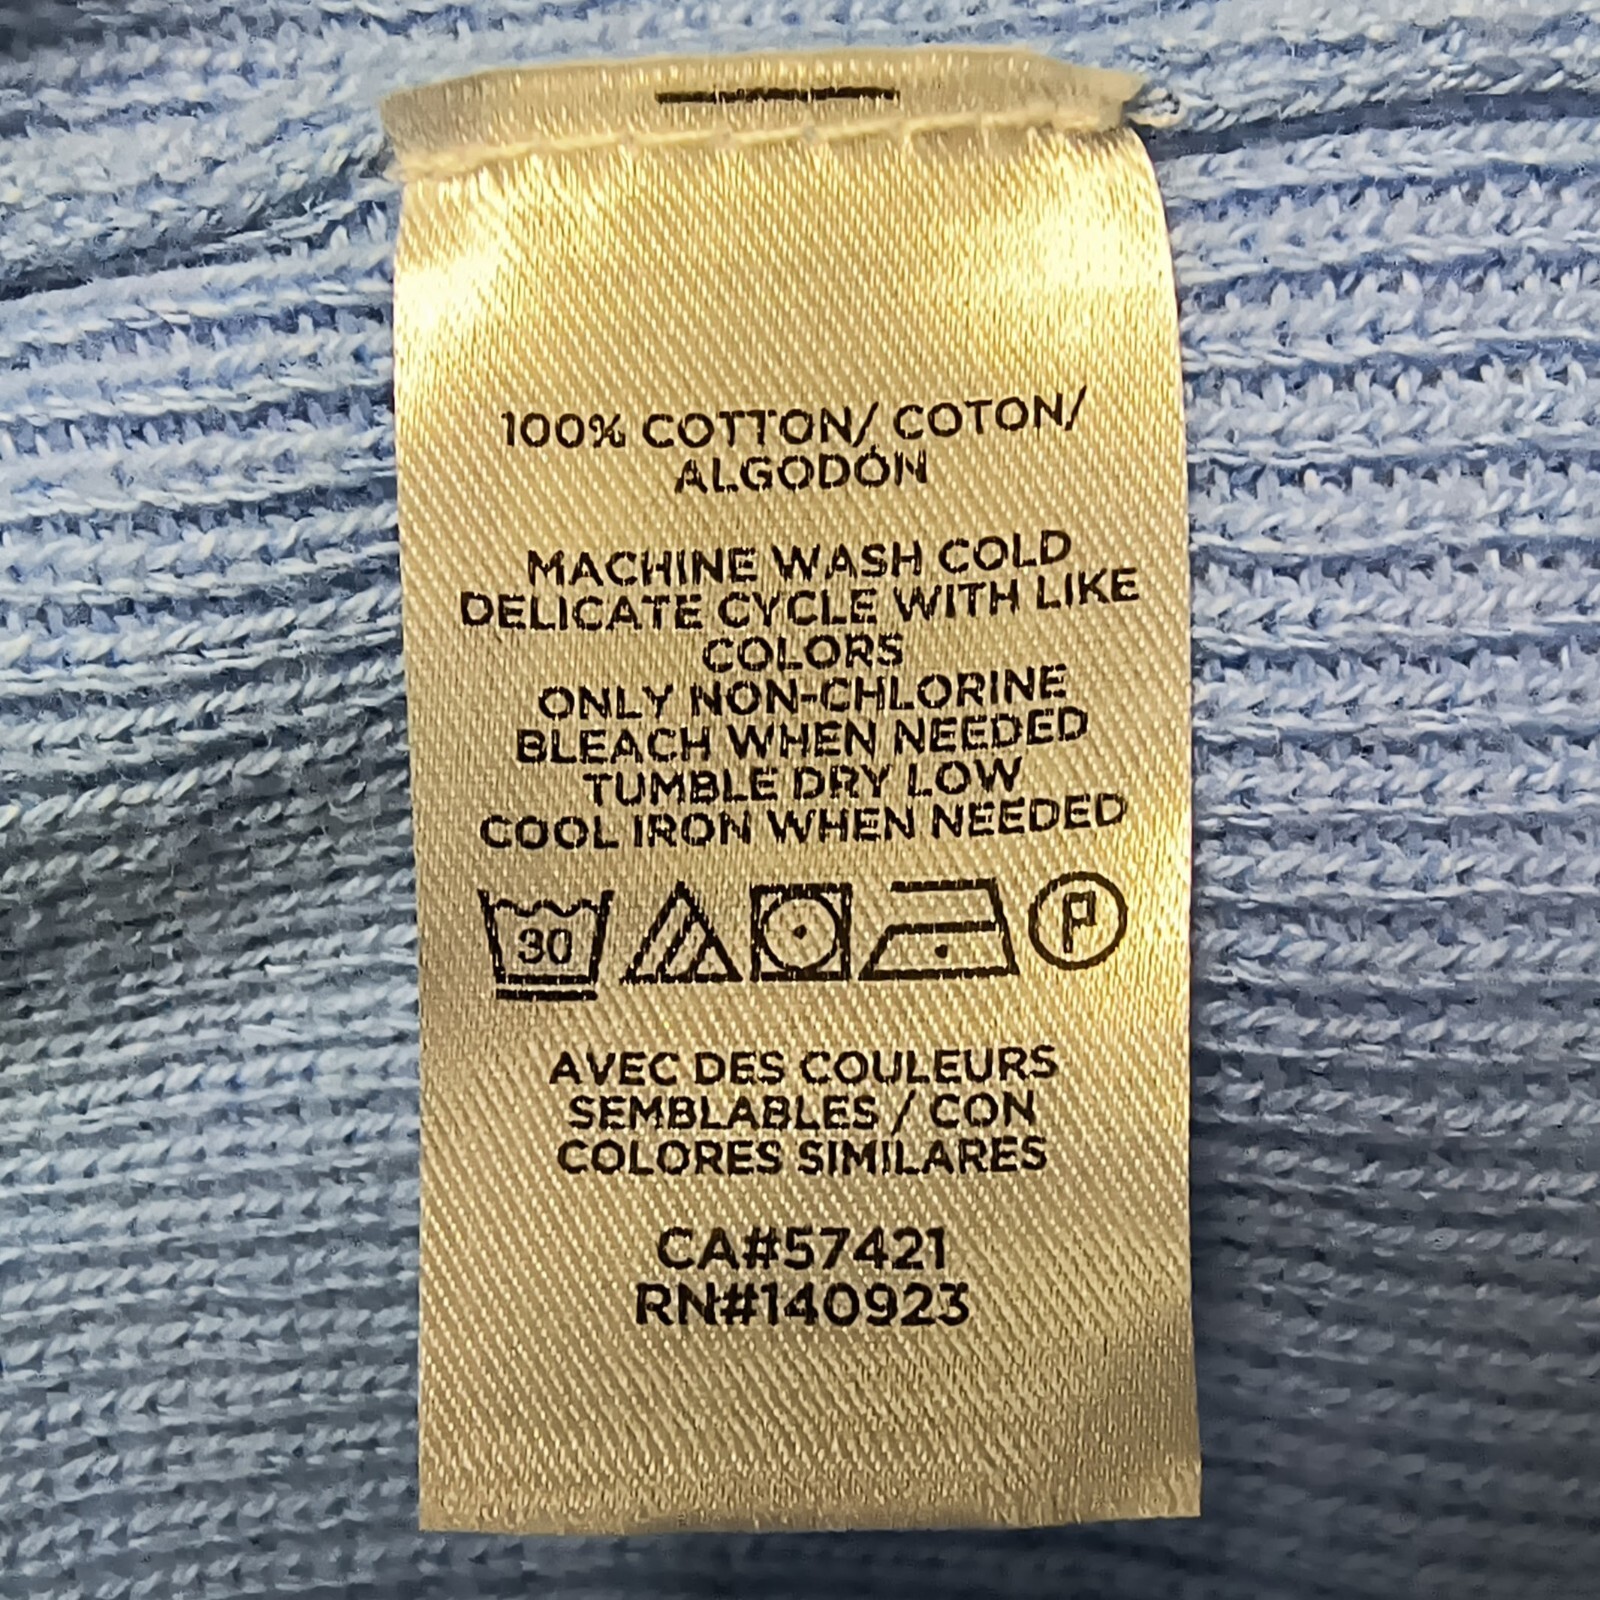 100% COTTON/ COTON/
ALGODÓN
MACHINE WASH COLD
DELICATE CYCLE WITH LIKE
COLORS
ONLY NON-CHLORINE
BLEACH WHEN NEEDED
TUMBLE DRY LOW
COOL IRON WHEN NEEDED
30 P
AVEC DES COULEURS
SEMBLABLES / CON
COLORES SIMILARES
CA#57421
RN#140923